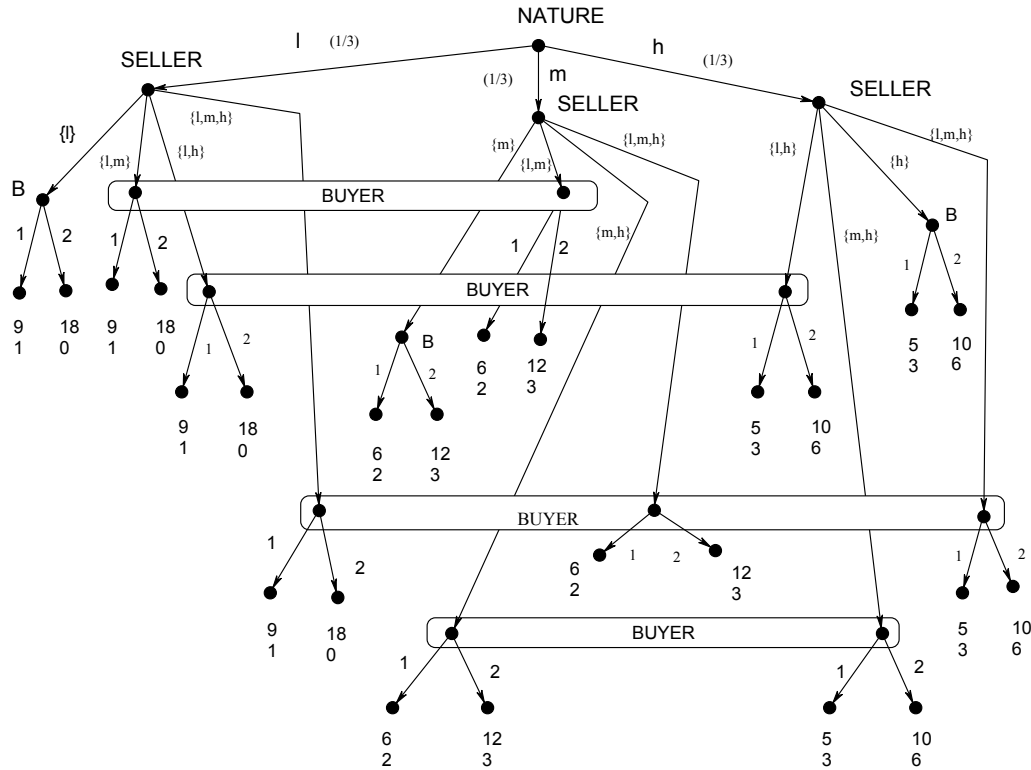 NATURE
l (1/3)
h
(1/3)
SELLER
(1/3) m
SELLER
SELLER
{l}
{l,m}
{l,h}
{l,m,h}
{m}
{l,m}
{l,m,h}
{m,h}
{l,h}
{h}
{l,m,h}
{m,h}
B
BUYER
B
1 2
1 2
1 2
1 2
BUYER
9 18 9 18
1 0 1 0
1 2
B
1 2
6 12
2 3
1 2
5 10
3 6
9 18
1 0
6 12
2 3
5 10
3 6
BUYER
1 2
1 2
1 2
6 12
2 3
9 18
1 0
5 10
3 6
BUYER
1 2
1 2
6 12
2 3
5 10
3 6